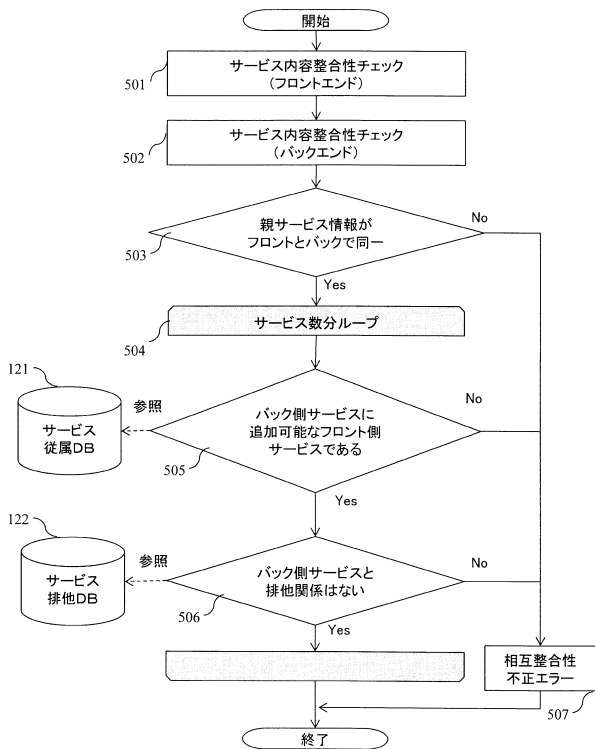 開始
501
サービス内容整合性チェック
(フロントエンド)
502
サービス内容整合性チェック
(バックエンド)
503
親サービス情報が
フロントとバックで同一
No
Yes
504
サービス数分ループ
121
サービス
従属DB
参照
505
バック側サービスに
追加可能なフロント側
サービスである
No
Yes
122
サービス
排他DB
参照
506
バック側サービスと
排他関係はない
No
Yes
相互整合性
不正エラー
507
終了